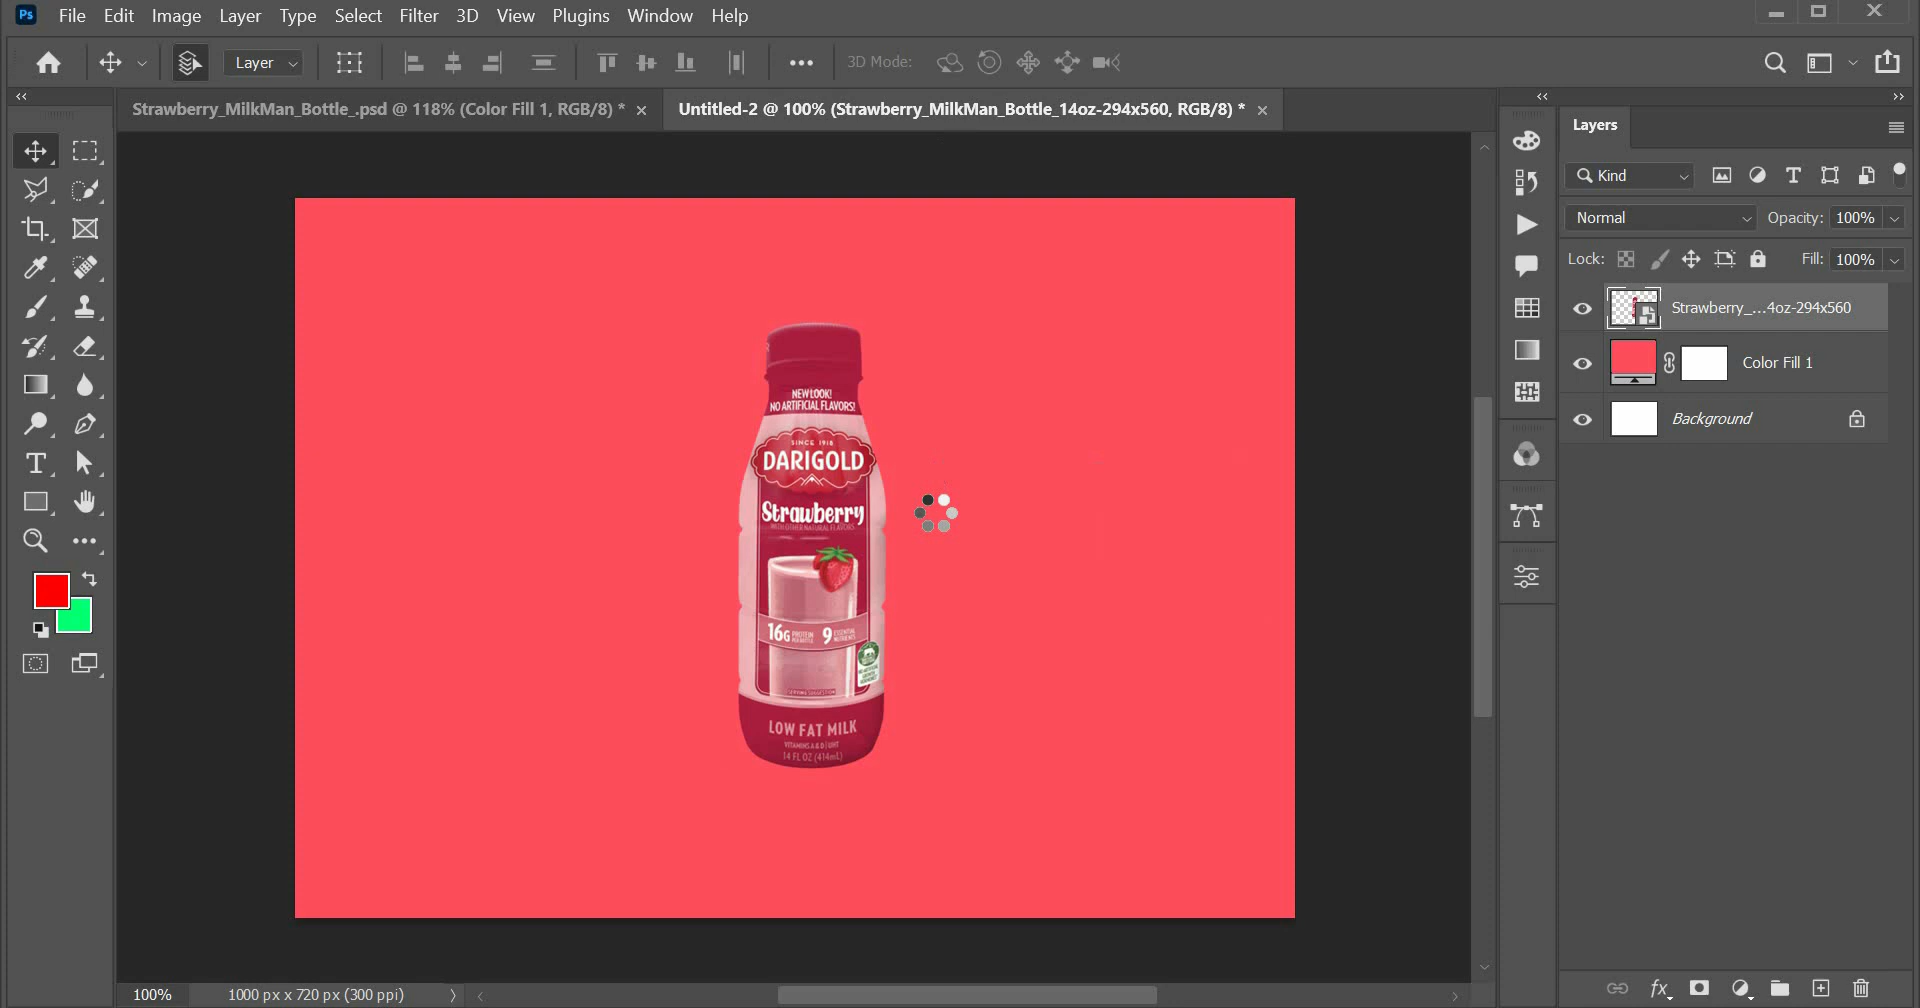 Ps File Edit Image Layer Type Select Filter 3D View Plugins Window Help
Layer 3D Mode:
Strawberry_MilkMan_Bottle_.psd @ 118% (Color Fill 1, RGB/8) *
Untitled-2 @ 100% (Strawberry_MilkMan_Bottle_14oz-294x560, RGB/8) *
Layers
Kind
Normal Opacity: 100%
Lock: Fill: 100%
Strawberry_...4oz-294x560
Color Fill 1
Background
NEW LOOK!
NO ARTIFICIAL FLAVORS!
SINCE 1918
DARIGOLD
Strawberry
WITH OTHER NATURAL FLAVORS
16G PROTEIN PER BOTTLE 9 ESSENTIAL NUTRIENTS
SERVING SUGGESTION
LOW FAT MILK
VITAMINS A & D | UHT
14 FL OZ (414mL)
100% 1000 px x 720 px (300 ppi)